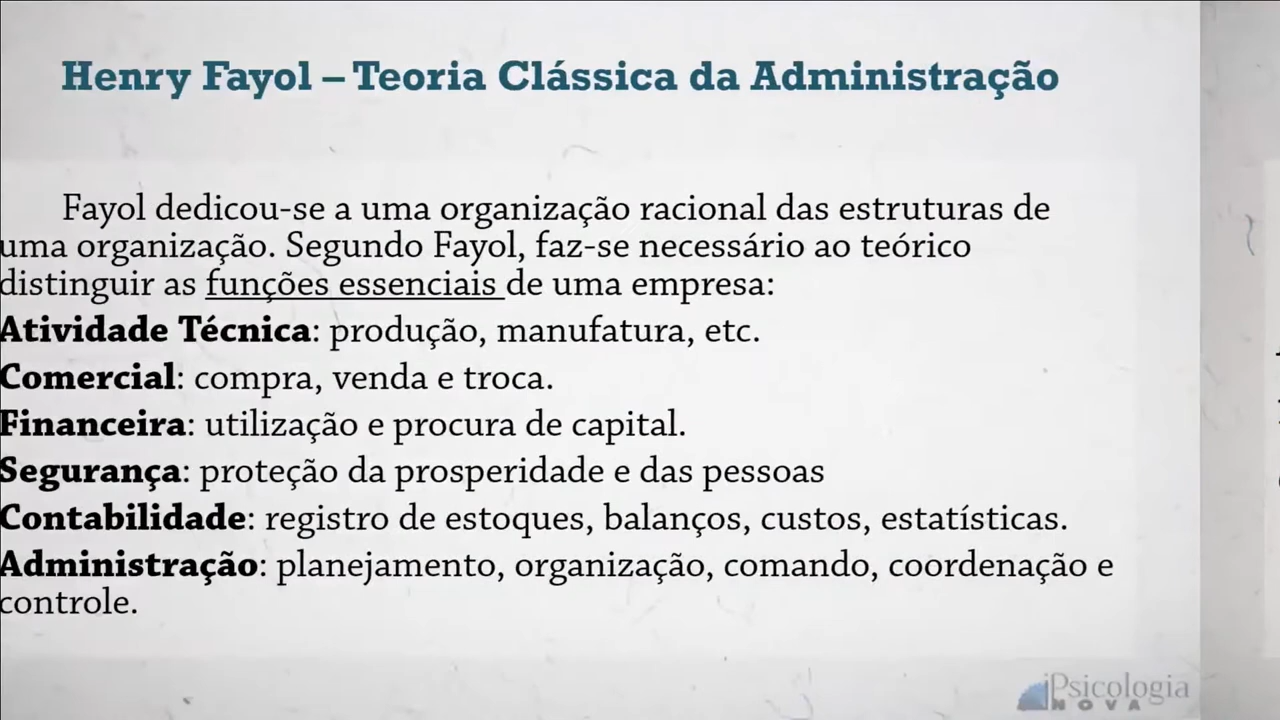 Henry Fayol – Teoria Clássica da Administração
Fayol dedicou-se a uma organização racional das estruturas de
uma organização. Segundo Fayol, faz-se necessário ao teórico
distinguir as funções essenciais de uma empresa:
Atividade Técnica: produção, manufatura, etc.
Comercial: compra, venda e troca.
Financeira: utilização e procura de capital.
Segurança: proteção da prosperidade e das pessoas
Contabilidade: registro de estoques, balanços, custos, estatísticas.
Administração: planejamento, organização, comando, coordenação e
controle.
Psicologia
NOVA